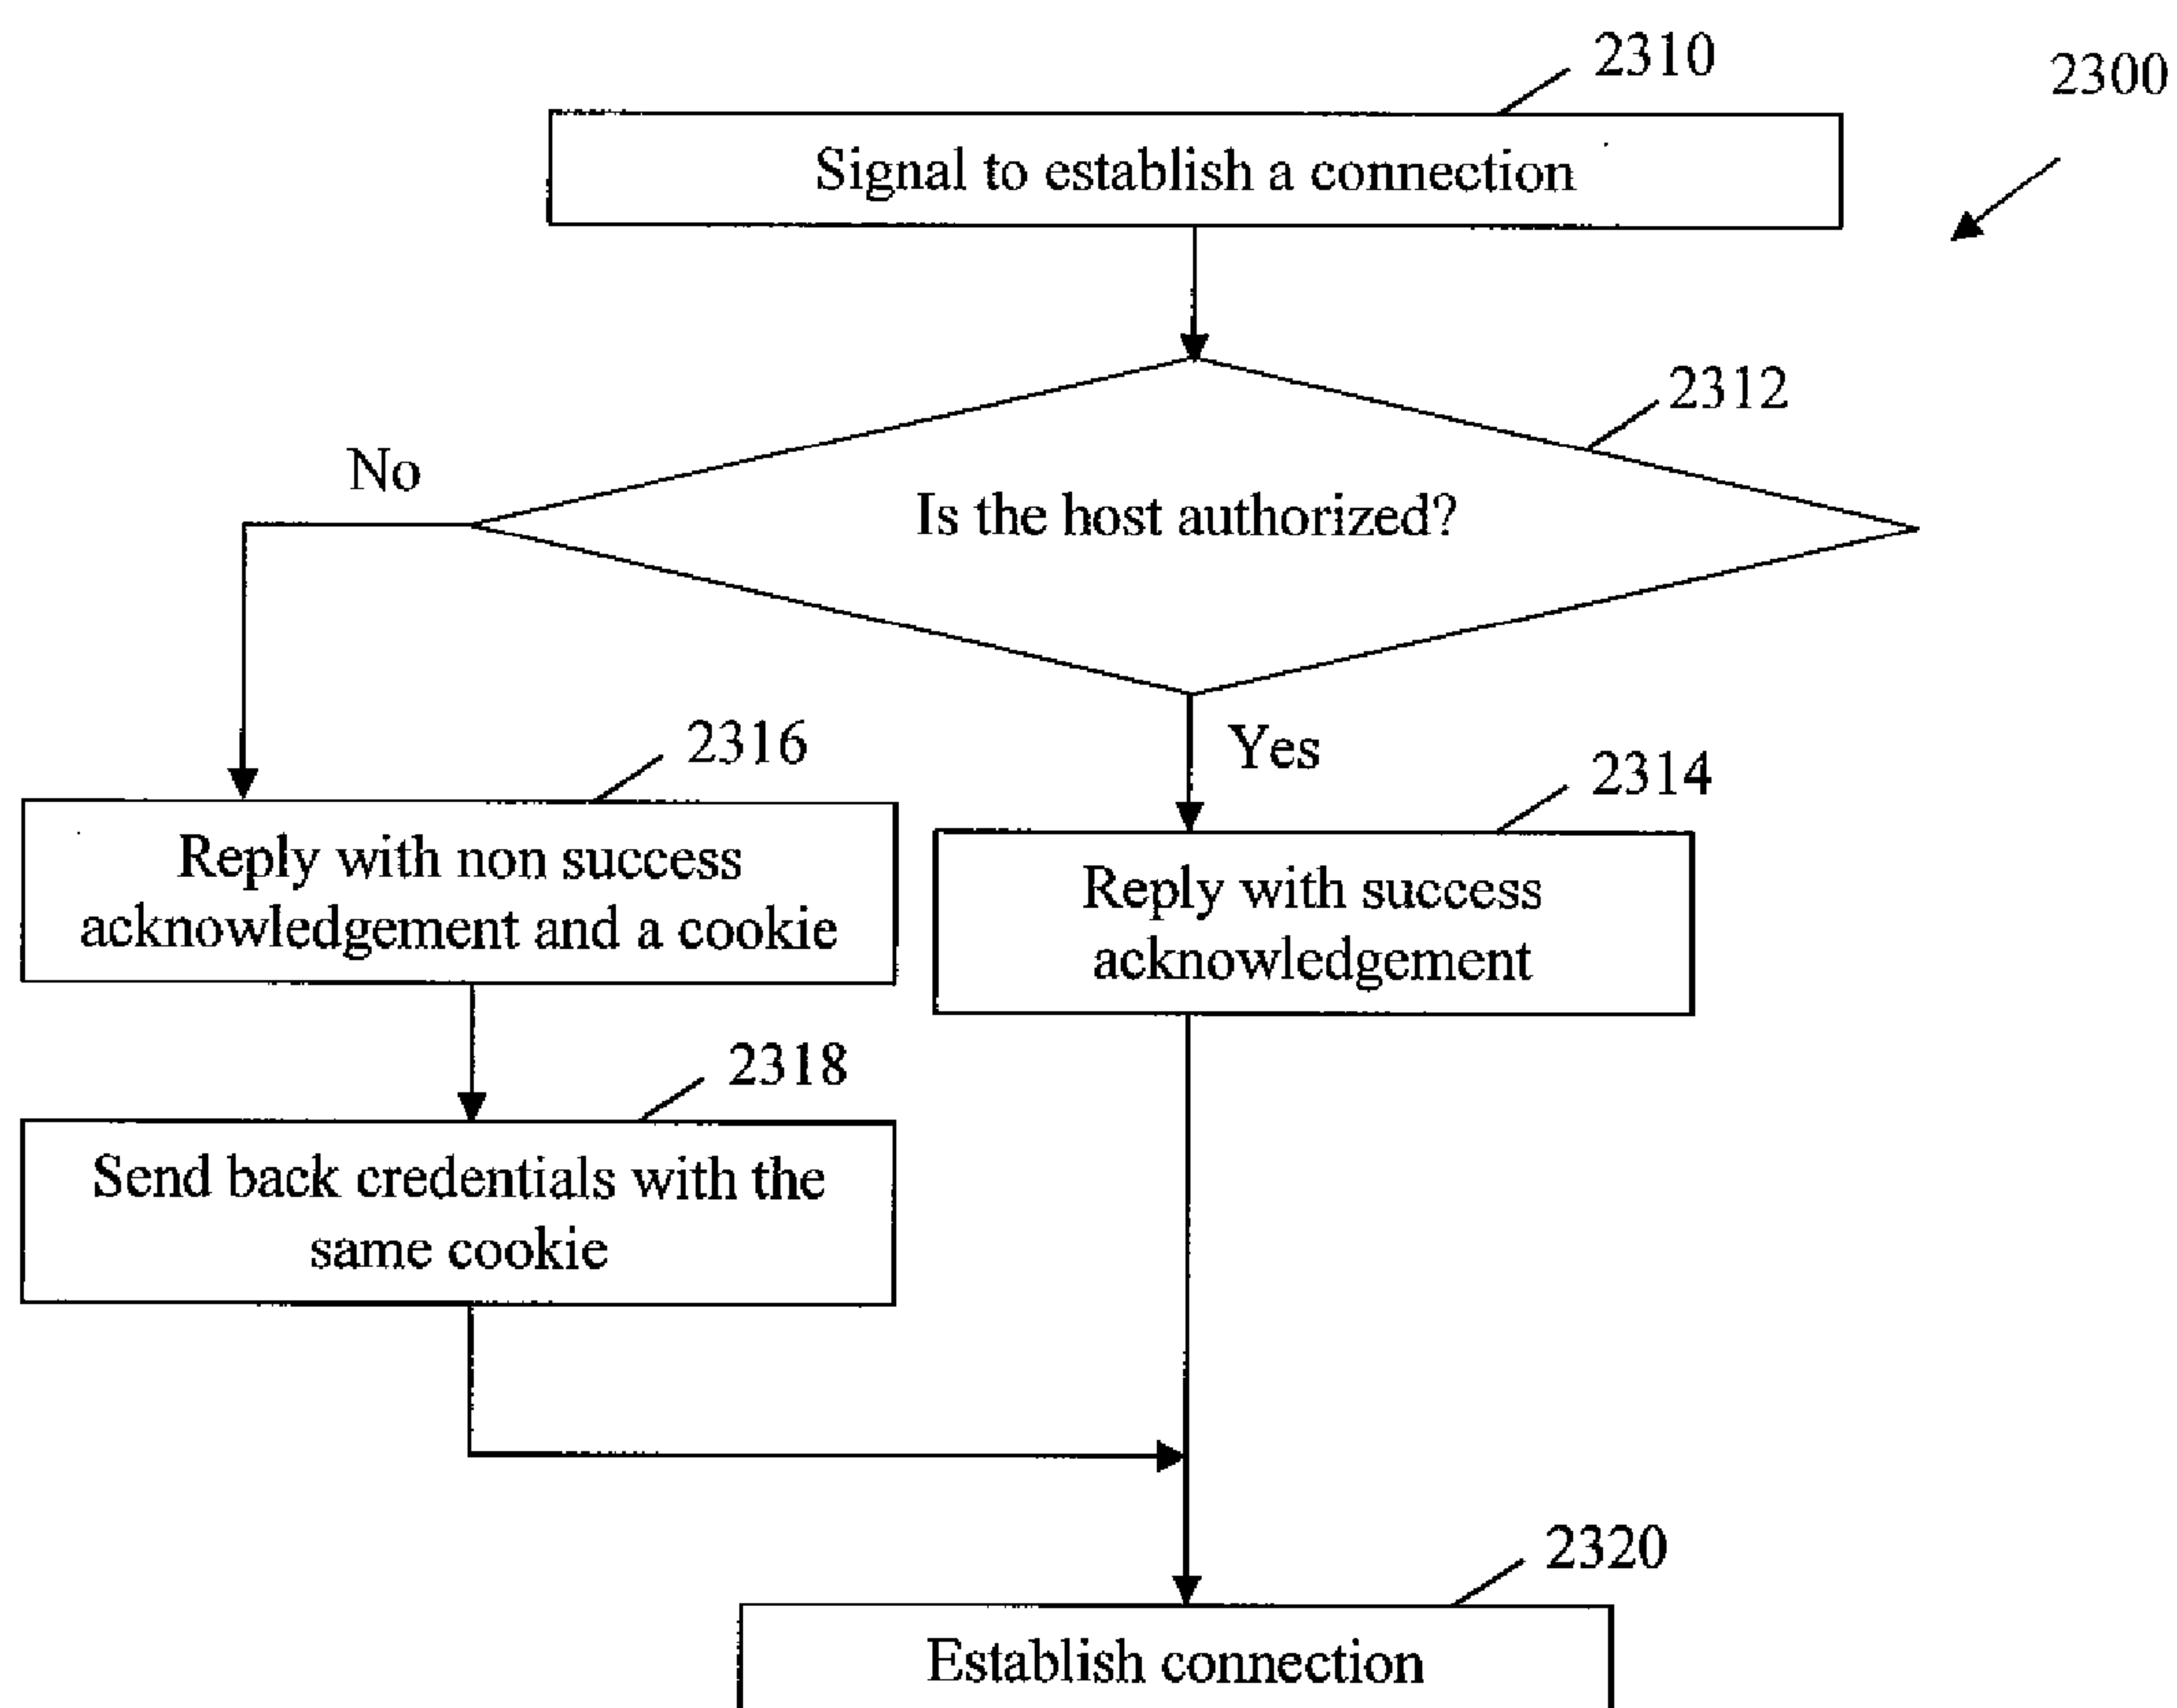 2310
2300
Signal to establish a connection
2312
No
Is the host authorized?
2316
Yes
2314
Reply with non success
acknowledgement and a cookie
Reply with success
acknowledgement
2318
Send back credentials with the
same cookie
2320
Establish connection